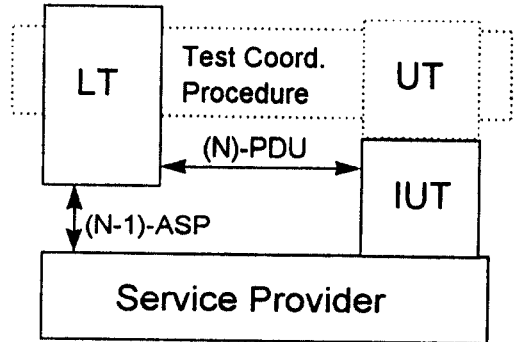 LT
Test Coord.
Procedure
UT
(N)-PDU
IUT
(N-1)-ASP
Service Provider